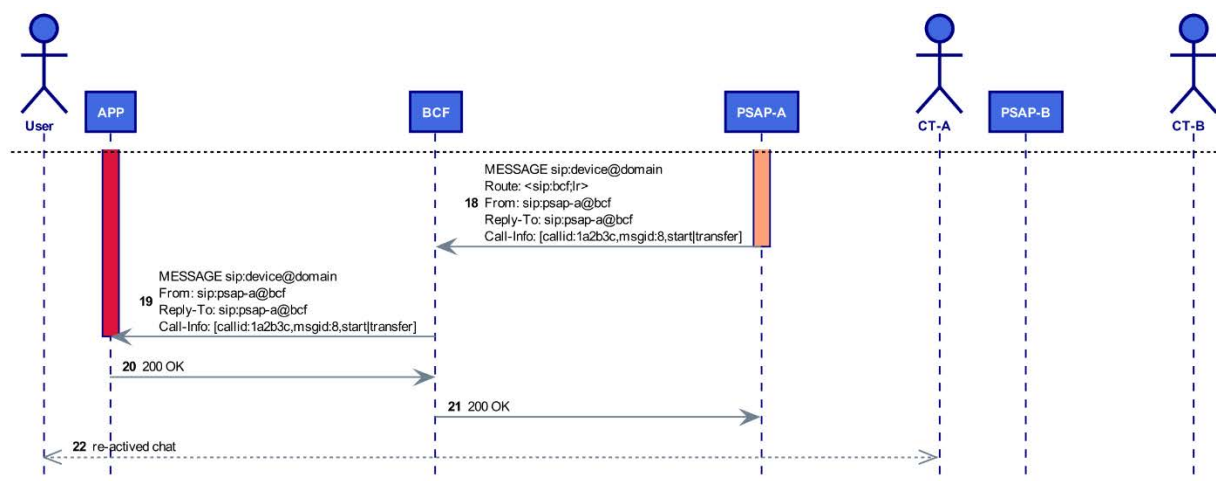 User
APP
BCF
PSAP-A
CT-A
PSAP-B
CT-B
MESSAGE sip:device@domain
Route: <sip:bcf;lr>
18 From: sip:psap-a@bcf
Reply-To: sip:psap-a@bcf
Call-Info: [callid:1a2b3c,msgid:8,start|transfer]
MESSAGE sip:device@domain
19 From: sip:psap-a@bcf
Reply-To: sip:psap-a@bcf
Call-Info: [callid:1a2b3c,msgid:8,start|transfer]
20 200 OK
21 200 OK
22 re-actived chat